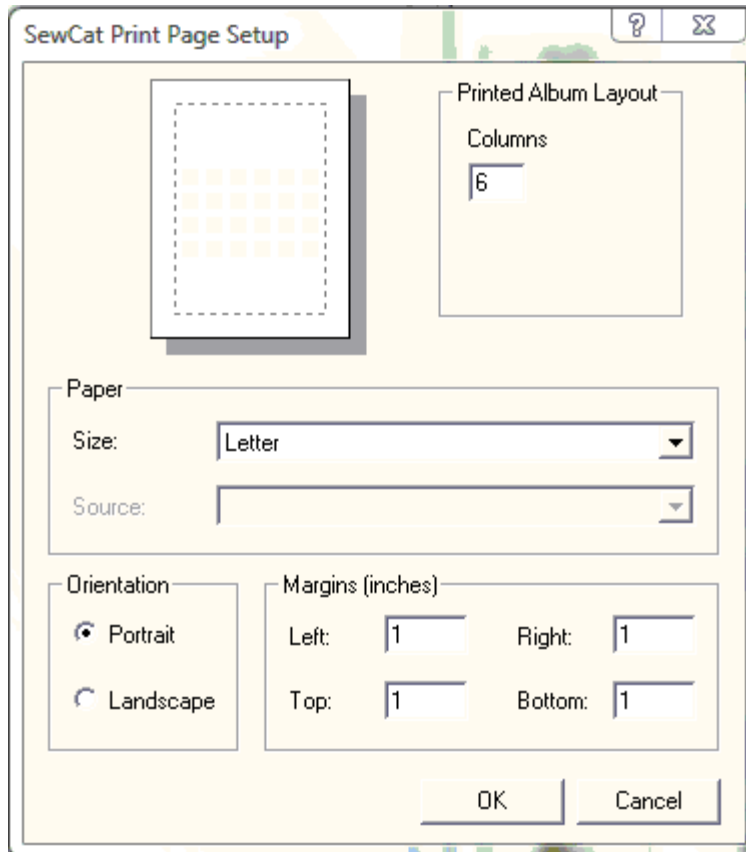 SewCat Print Page Setup
Printed Album Layout
Columns
6
Paper
Size: Letter
Source:
Orientation
Portrait
Landscape
Margins (inches)
Left: 1 Right: 1
Top: 1 Bottom: 1
OK Cancel